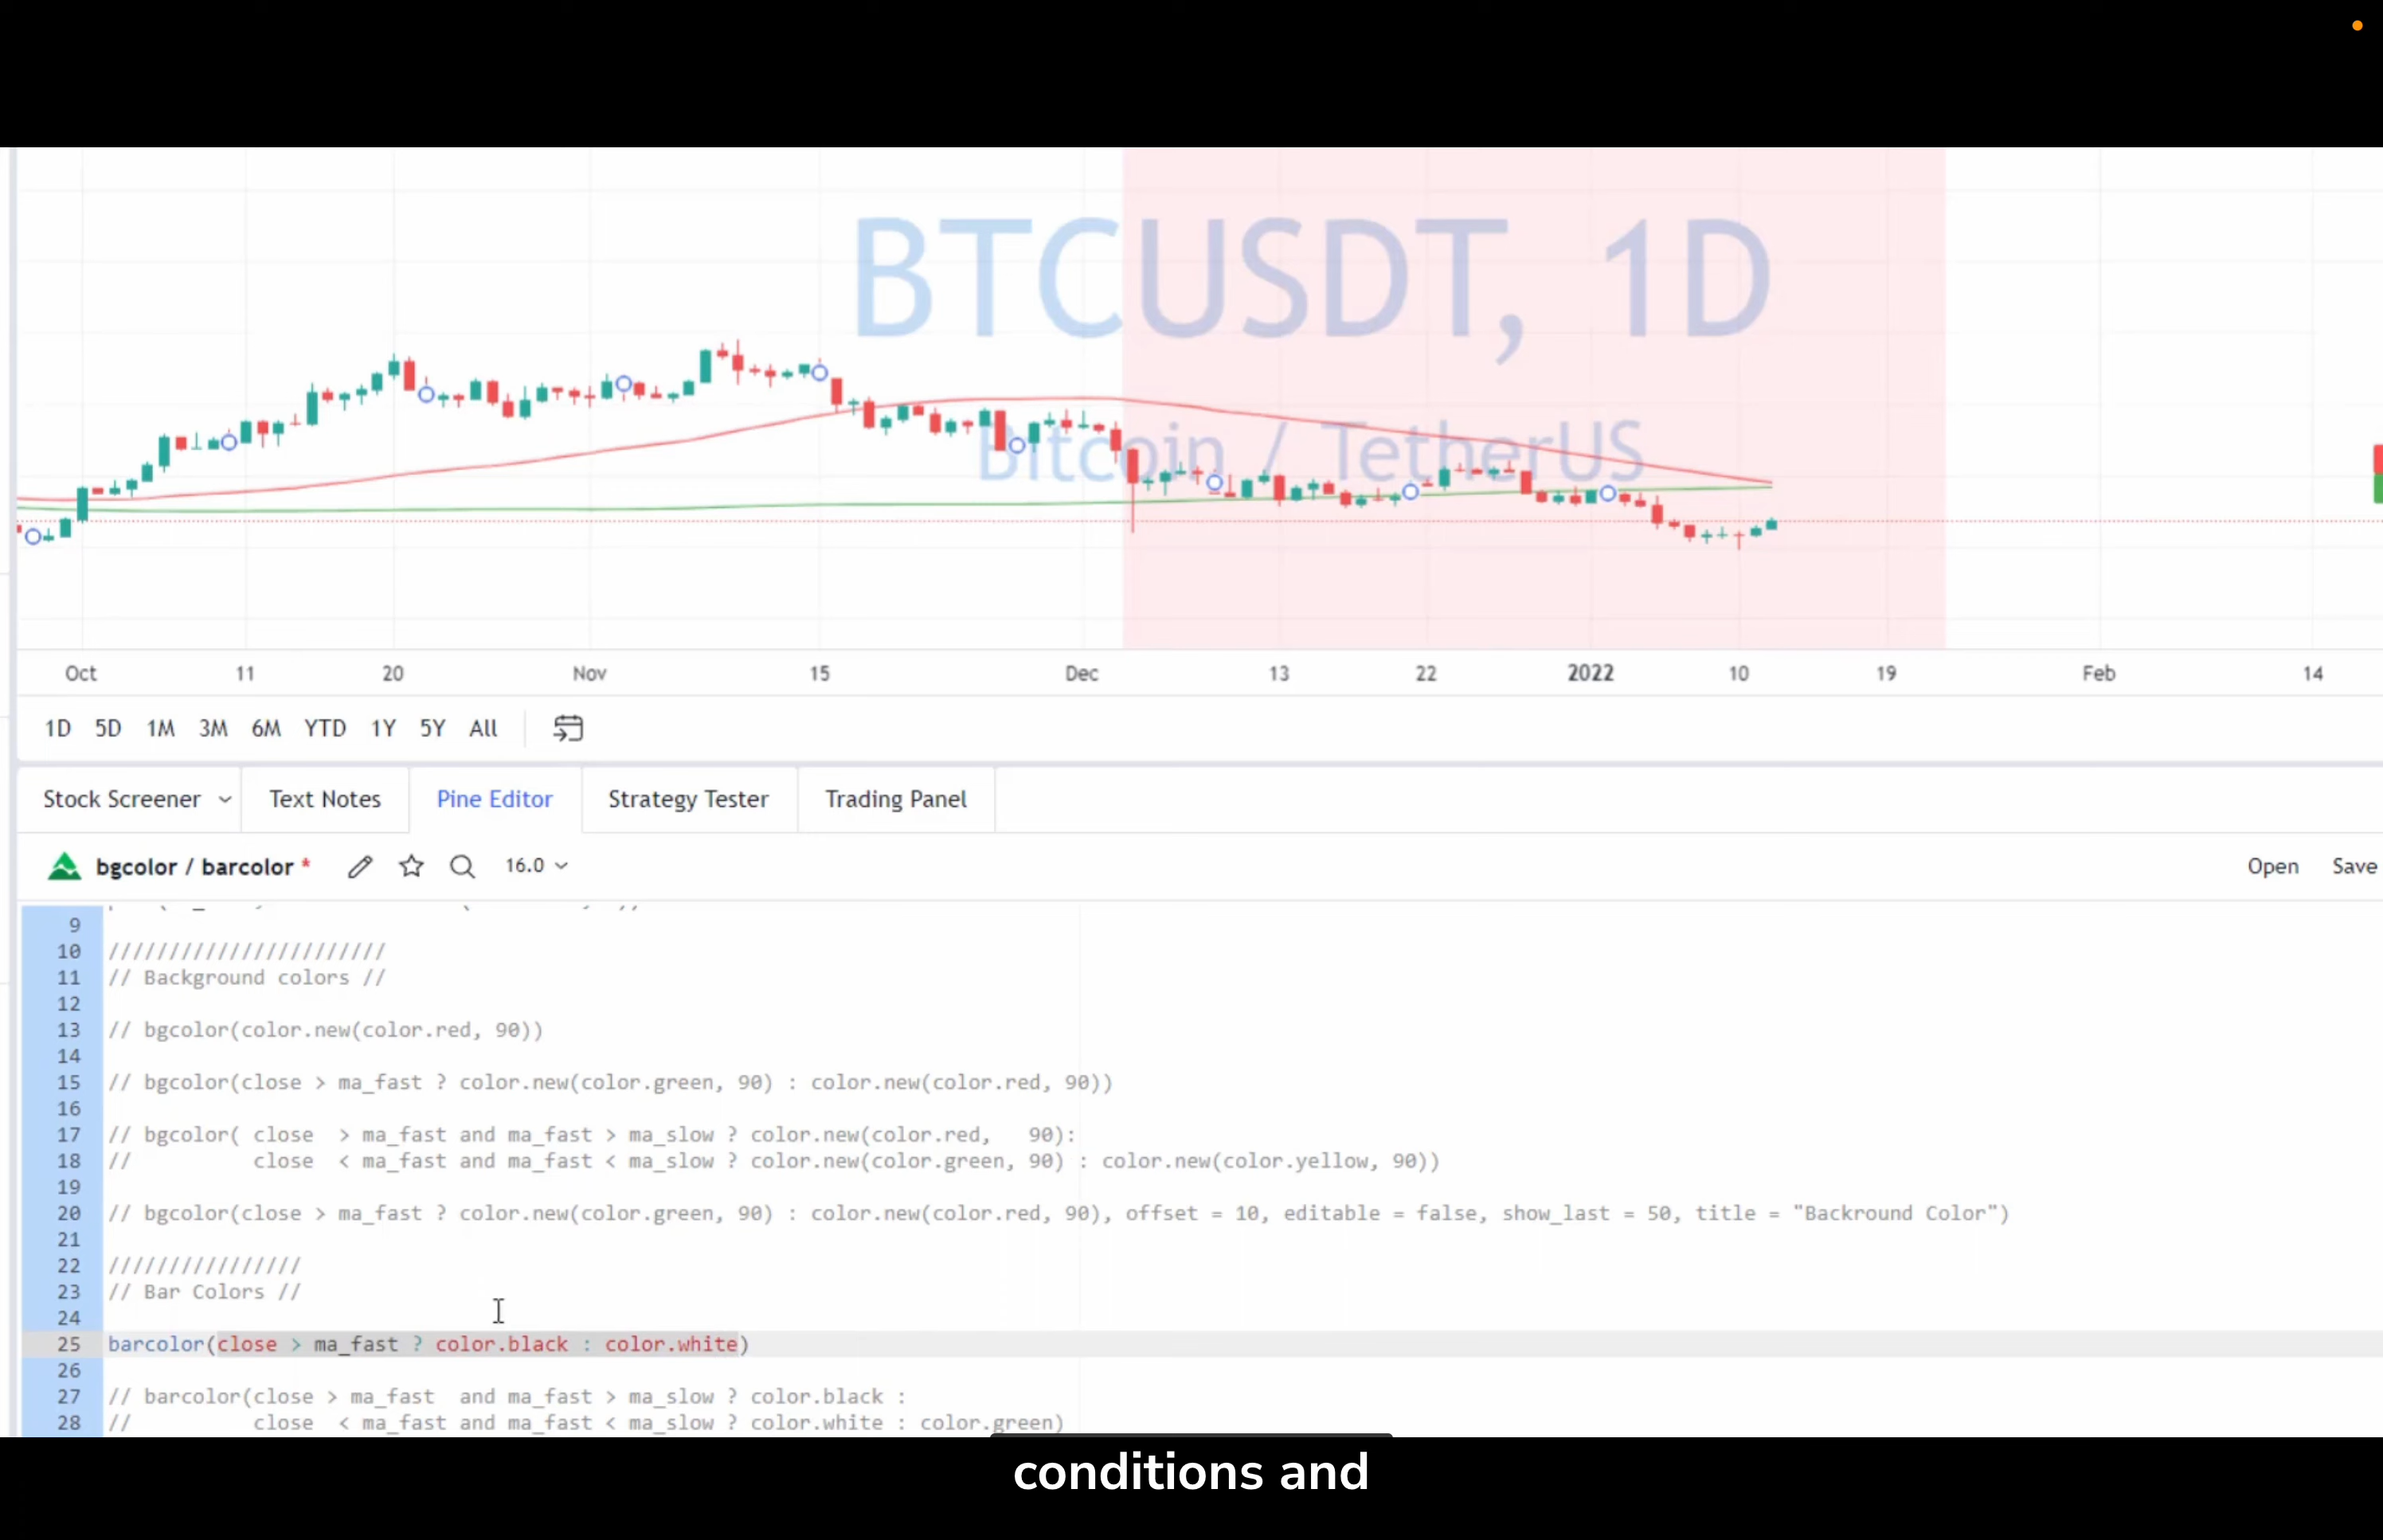 BTCUSDT, 1D
Bitcoin / TetherUS
Oct 11 20 Nov 15 Dec 13 22 2022 10 19 Feb 14
1D 5D 1M 3M 6M YTD 1Y 5Y All
Stock Screener Text Notes Pine Editor Strategy Tester Trading Panel
bgcolor / barcolor * 16.0 Open Save
9
10 ///////////////////////
11 // Background colors //
12
13 // bgcolor(color.new(color.red, 90))
14
15 // bgcolor(close > ma_fast ? color.new(color.green, 90) : color.new(color.red, 90))
16
17 // bgcolor( close  > ma_fast and ma_fast > ma_slow ? color.new(color.red,   90):
18 //          close  < ma_fast and ma_fast < ma_slow ? color.new(color.green, 90) : color.new(color.yellow, 90))
19
20 // bgcolor(close > ma_fast ? color.new(color.green, 90) : color.new(color.red, 90), offset = 10, editable = false, show_last = 50, title = "Backround Color")
21
22 ////////////////
23 // Bar Colors //
24
25 barcolor(close > ma_fast ? color.black : color.white)
26
27 // barcolor(close > ma_fast  and ma_fast > ma_slow ? color.black :
28 //          close  < ma_fast and ma_fast < ma_slow ? color.white : color.green)
conditions and